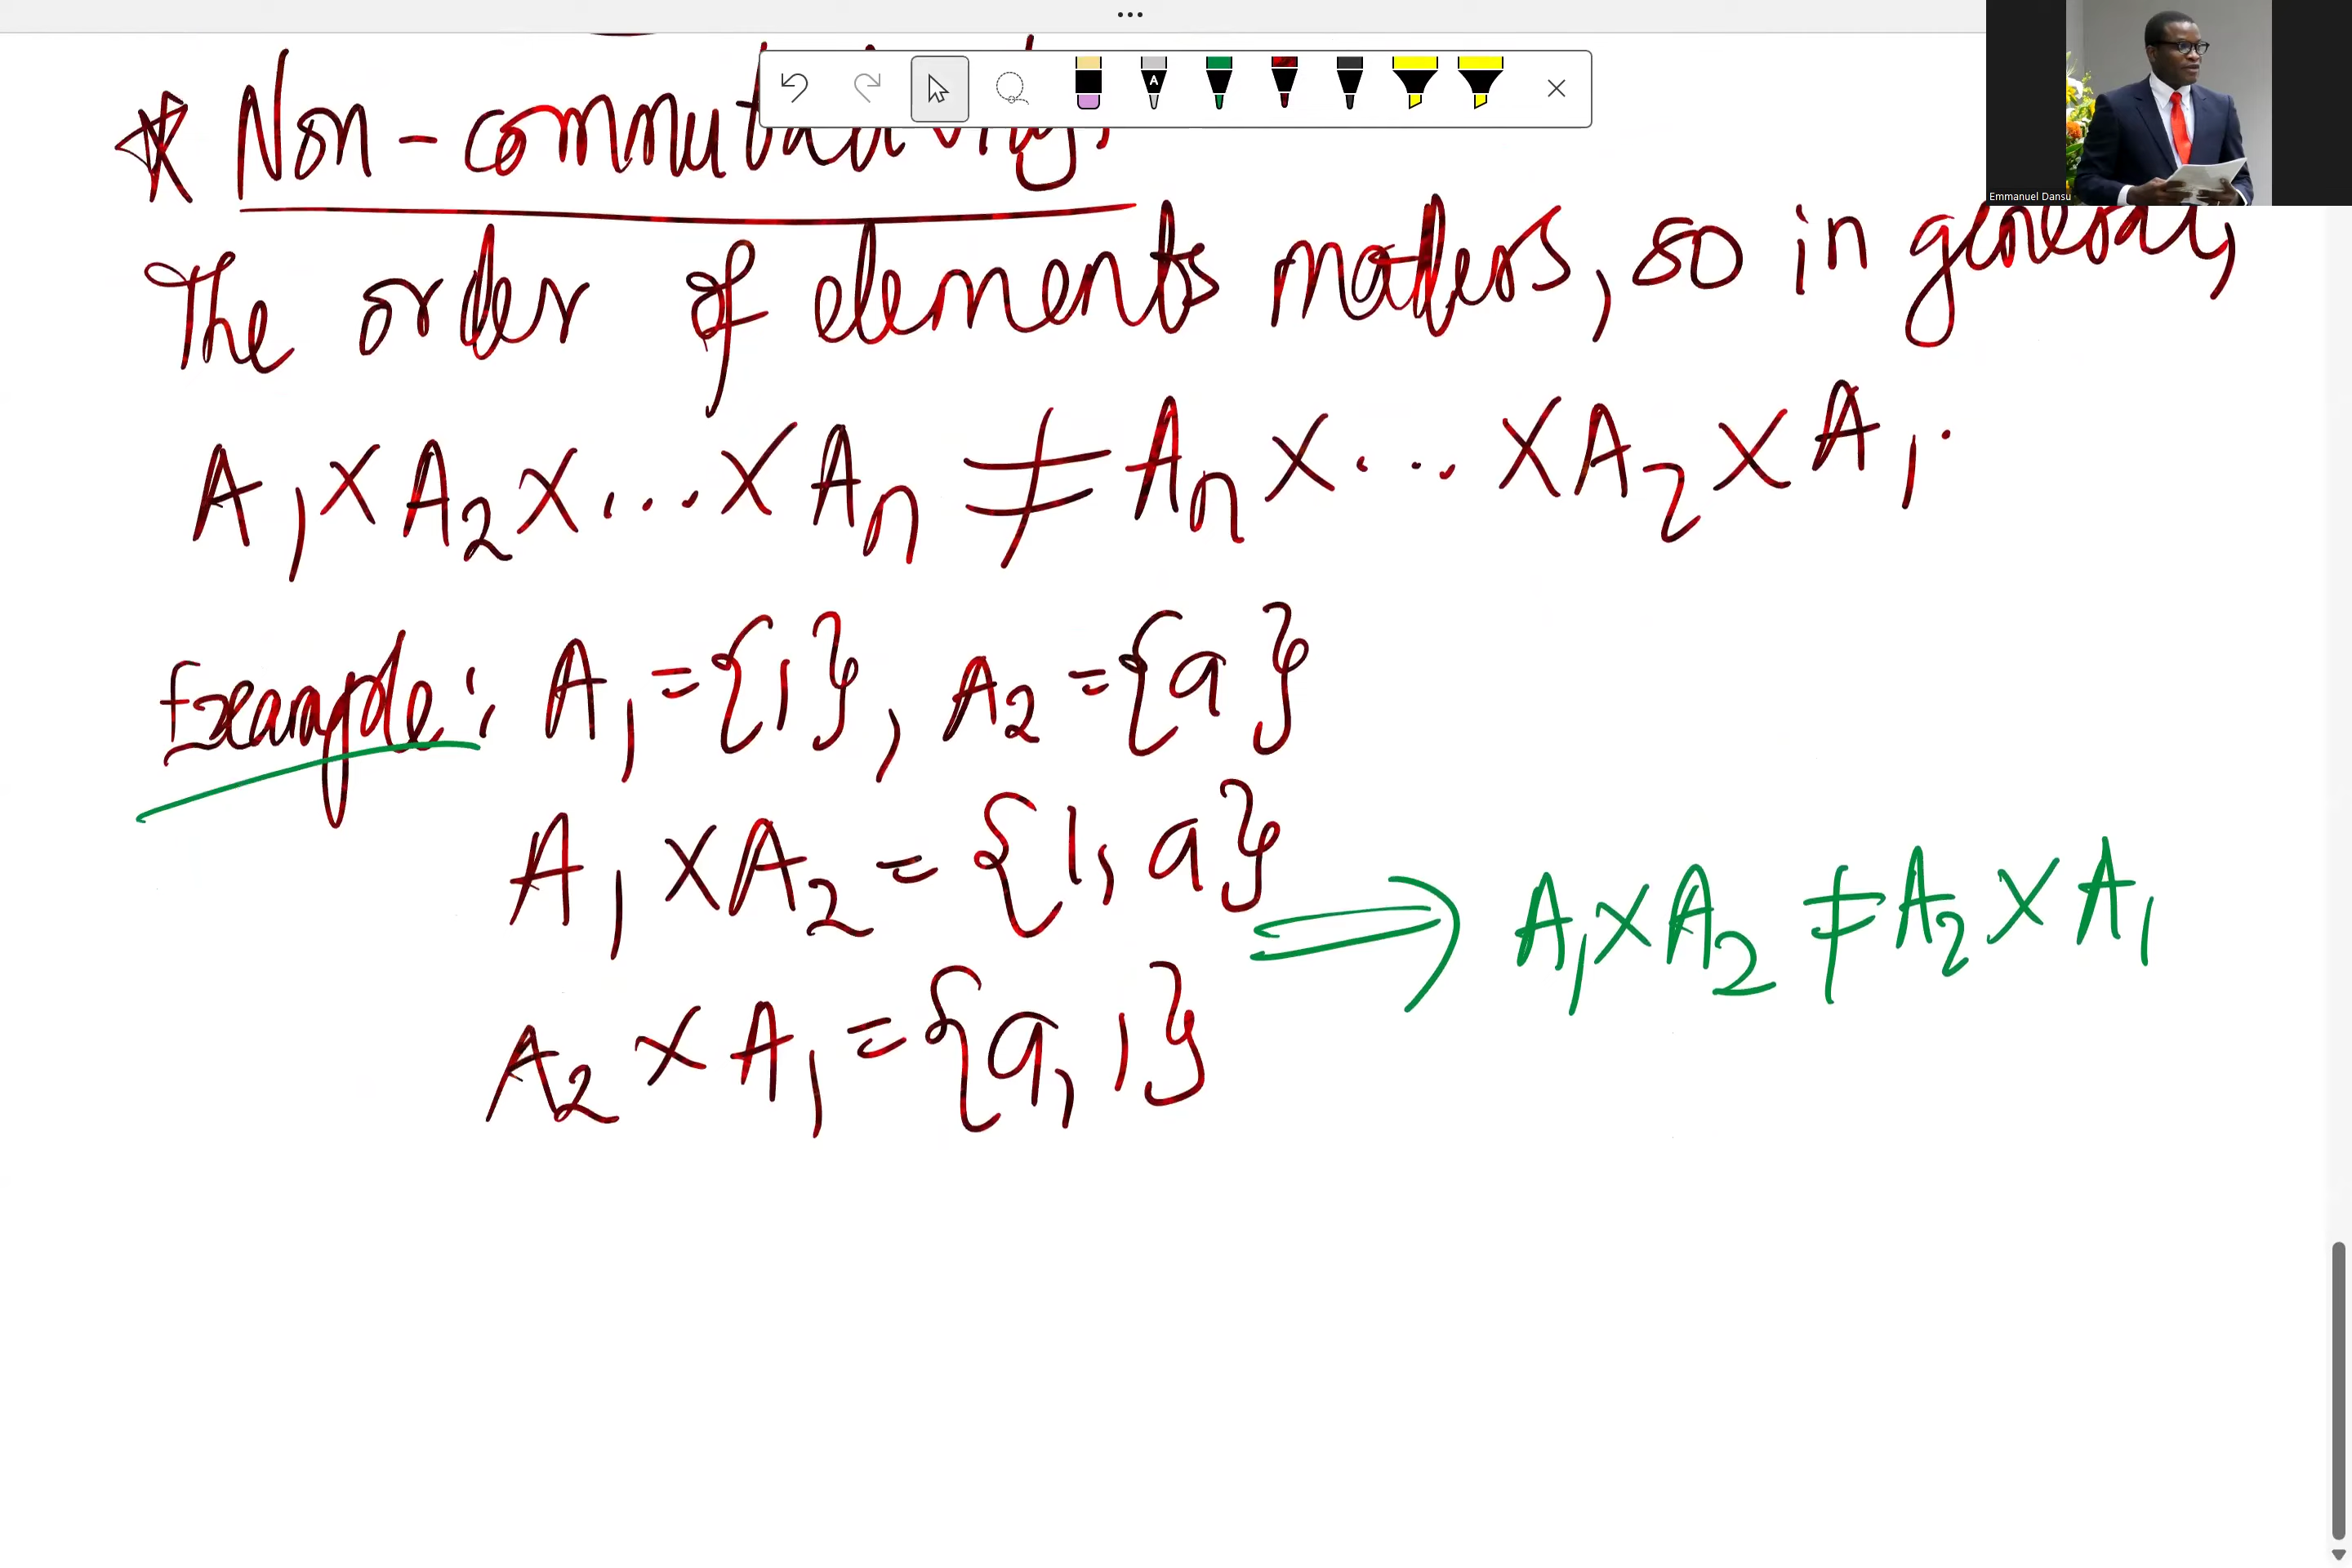 * Non-commutativity:
Emmanuel Dansu
The order of elements matters, so in general,
A₁ × A₂ × ... × Aₙ ≠ Aₙ × ... × A₂ × A₁.
Example: A₁ = {1}, A₂ = {a}
A₁ × A₂ = {1, a}
⟹ A₁ × A₂ ≠ A₂ × A₁
A₂ × A₁ = {a, 1}